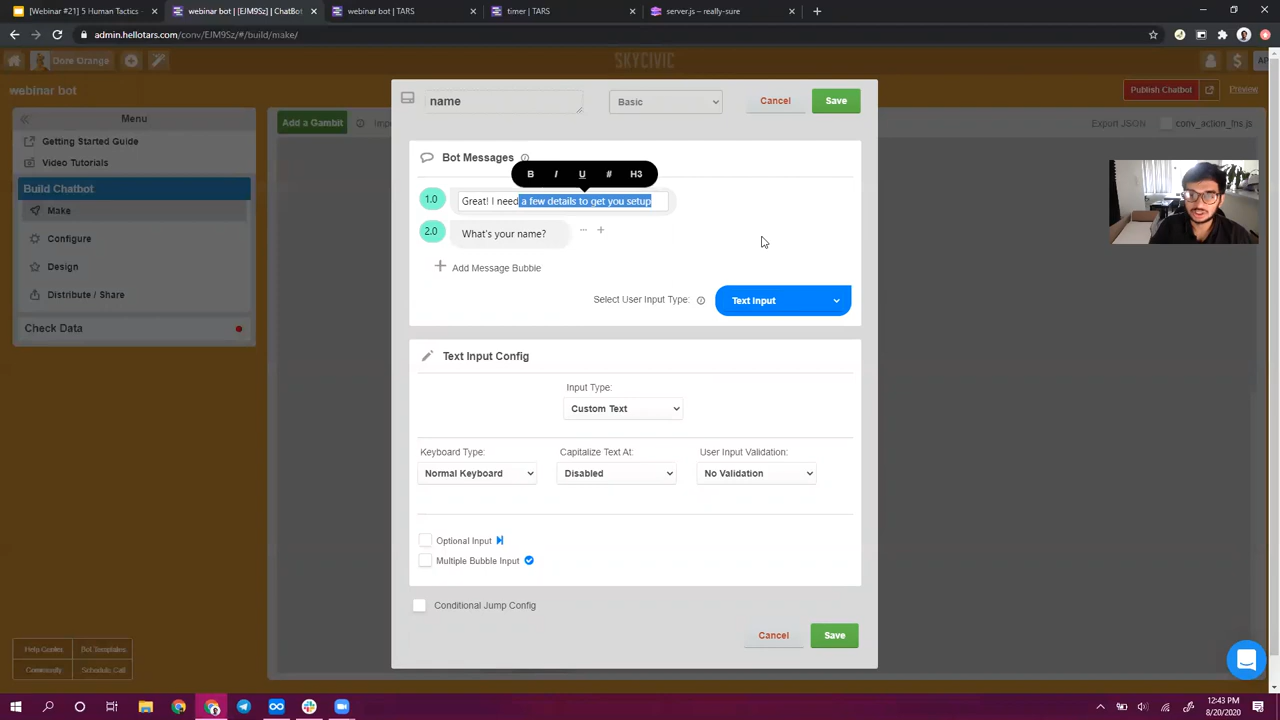 [Webinar #21] 5 Human Tactics
webinar bot | [EJM9Sz] | ChatBot
webinar bot | TARS
timer | TARS
server.js – really-sure
admin.hellotars.com/conv/EJM9Sz/#/build/make/
Dore Orange
SKYCIVIC
webinar bot
Publish Chatbot
Preview
Menu
Getting Started Guide
Video Tutorials
Build Chatbot
Make
Configure
Design
Distribute / Share
Check Data
Add a Gambit
Export JSON
conv_action_fns.js
name
Basic
Cancel
Save
Bot Messages
B I U # H3
1.0 Great! I need a few details to get you setup
2.0 What's your name?
Add Message Bubble
Select User Input Type:
Text Input
Text Input Config
Input Type:
Custom Text
Keyboard Type: Capitalize Text At: User Input Validation:
Normal Keyboard Disabled No Validation
Optional Input
Multiple Bubble Input
Conditional Jump Config
Cancel
Save
Help Center Bot Templates
Community Schedule Call
12:43 PM
8/20/2020